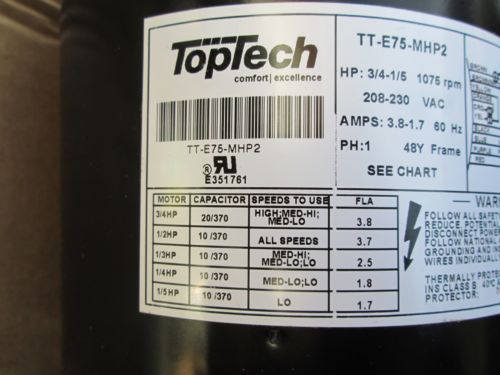 TopTech
comfort | excellence
TT-E75-MHP2
E351761
TT-E75-MHP2
HP: 3/4-1/5 1075 rpm
208-230 VAC
AMPS: 3.8-1.7 60 Hz
PH:1 48Y Frame
SEE CHART
MOTOR CAPACITOR SPEEDS TO USE FLA
3/4HP 20/370 HIGH;MED-HI;
MED-LO 3.8
1/2HP 10/370 ALL SPEEDS 3.7
1/3HP 10/370 MED-HI;
MED-LO;LO 2.5
1/4HP 10/370 MED-LO;LO 1.8
1/5HP 10/370 LO 1.7
WAR
FOLLOW ALL SAFET
REDUCE POTENTIAL
DISCONNECT POWER
FOLLOW NATIONAL
GROUNDING AND
WIRES INDIVIDUALLY
THERMALLY PROTE
INS CLASS B 40°C A
PROTECTOR: